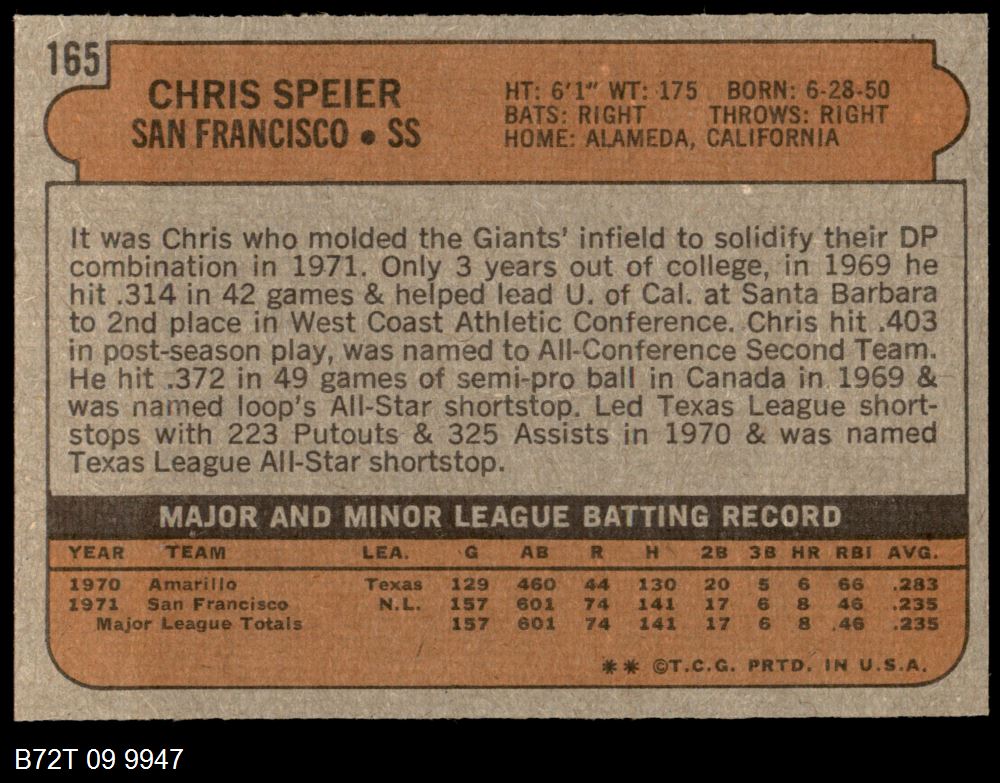 165
CHRIS SPEIER
SAN FRANCISCO • SS
HT: 6'1" WT: 175 BORN: 6-28-50
BATS: RIGHT THROWS: RIGHT
HOME: ALAMEDA, CALIFORNIA
It was Chris who molded the Giants' infield to solidify their DP
combination in 1971. Only 3 years out of college, in 1969 he
hit .314 in 42 games & helped lead U. of Cal. at Santa Barbara
to 2nd place in West Coast Athletic Conference. Chris hit .403
in post-season play, was named to All-Conference Second Team.
He hit .372 in 49 games of semi-pro ball in Canada in 1969 &
was named loop's All-Star shortstop. Led Texas League short-
stops with 223 Putouts & 325 Assists in 1970 & was named
Texas League All-Star shortstop.
MAJOR AND MINOR LEAGUE BATTING RECORD
YEAR TEAM LEA. G AB R H 2B 3B HR RBI AVG.
1970 Amarillo Texas 129 460 44 130 20 5 6 66 .283
1971 San Francisco N.L. 157 601 74 141 17 6 8 46 .235
Major League Totals 157 601 74 141 17 6 8 46 .235
** ©T.C.G. PRTD. IN U.S.A.
B72T 09 9947